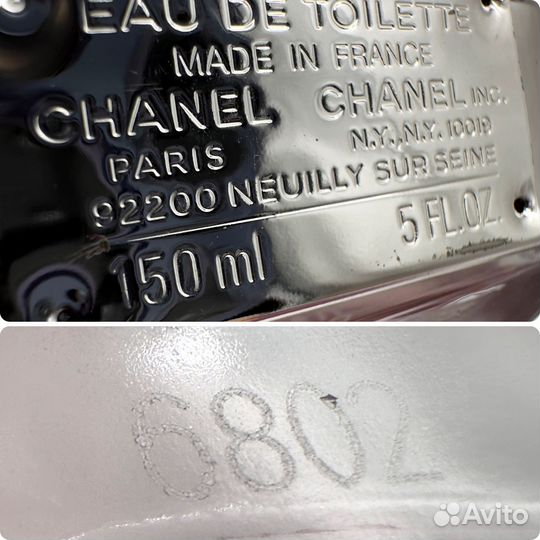 EAU DE TOILETTE
MADE IN FRANCE
CHANEL CHANEL INC.
PARIS N.Y., N.Y. 10019
92200 NEUILLY SUR SEINE
150 ml 5 FL.OZ.
6802
Avito